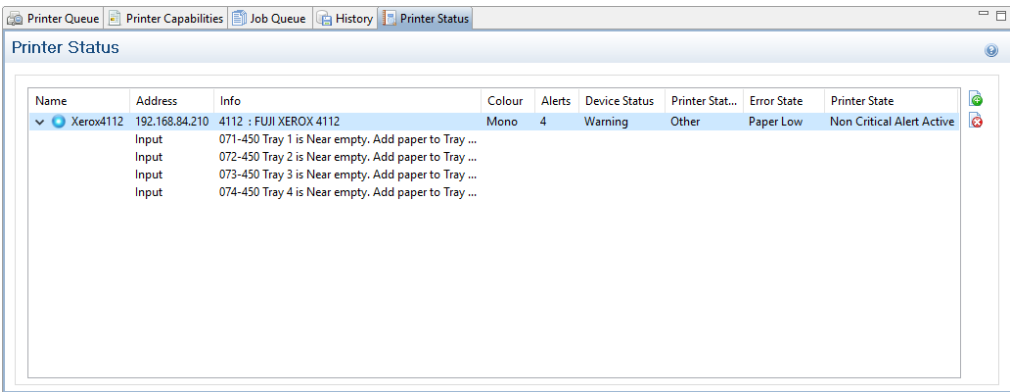 Printer Queue Printer Capabilities Job Queue History Printer Status
Printer Status
Name Address Info Colour Alerts Device Status Printer Stat... Error State Printer State
Xerox4112 192.168.84.210 4112 : FUJI XEROX 4112 Mono 4 Warning Other Paper Low Non Critical Alert Active
Input 071-450 Tray 1 is Near empty. Add paper to Tray ...
Input 072-450 Tray 2 is Near empty. Add paper to Tray ...
Input 073-450 Tray 3 is Near empty. Add paper to Tray ...
Input 074-450 Tray 4 is Near empty. Add paper to Tray ...